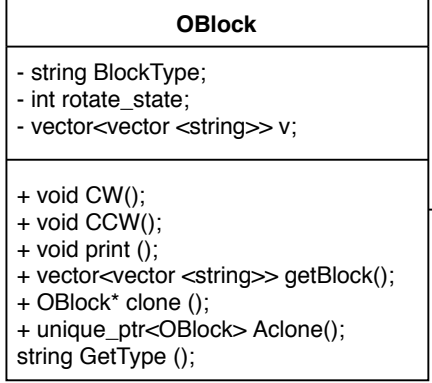 OBlock
- string BlockType;
- int rotate_state;
- vector<vector <string>> v;
+ void CW();
+ void CCW();
+ void print ();
+ vector<vector <string>> getBlock();
+ OBlock* clone ();
+ unique_ptr<OBlock> Aclone();
string GetType ();